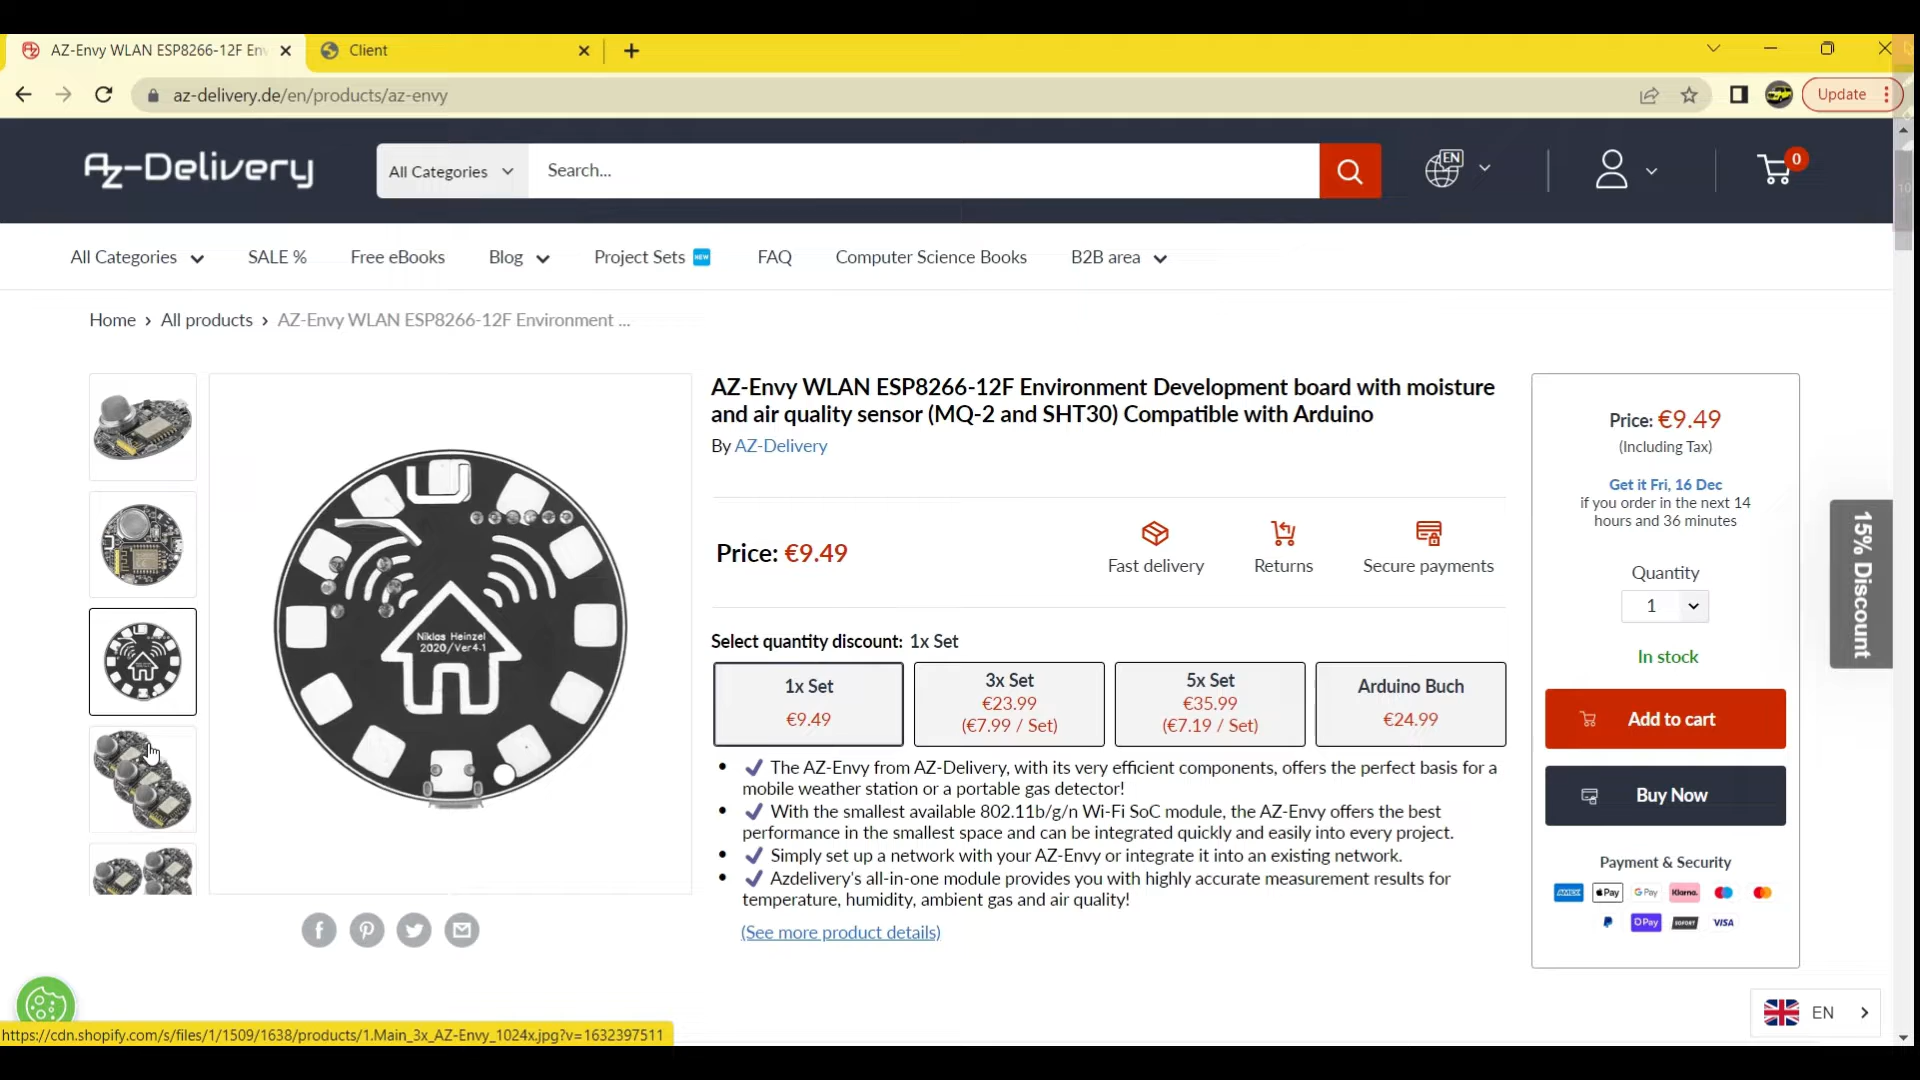 AZ-Envy WLAN ESP8266-12F Env
Client
az-delivery.de/en/products/az-envy
Update
AZ-Delivery
All Categories
Search...
EN
0
All Categories
SALE %
Free eBooks
Blog
Project Sets NEW
FAQ
Computer Science Books
B2B area
Home › All products › AZ-Envy WLAN ESP8266-12F Environment ...
Niklas Heinzel
2020/Ver4.1
AZ-Envy WLAN ESP8266-12F Environment Development board with moisture
and air quality sensor (MQ-2 and SHT30) Compatible with Arduino
By AZ-Delivery
Price: €9.49
Fast delivery
Returns
Secure payments
Select quantity discount: 1x Set
1x Set
€9.49
3x Set
€23.99
(€7.99 / Set)
5x Set
€35.99
(€7.19 / Set)
Arduino Buch
€24.99
• ✔ The AZ-Envy from AZ-Delivery, with its very efficient components, offers the perfect basis for a
mobile weather station or a portable gas detector!
• ✔ With the smallest available 802.11b/g/n Wi-Fi SoC module, the AZ-Envy offers the best
performance in the smallest space and can be integrated quickly and easily into every project.
• ✔ Simply set up a network with your AZ-Envy or integrate it into an existing network.
• ✔ Azdelivery's all-in-one module provides you with highly accurate measurement results for
temperature, humidity, ambient gas and air quality!
(See more product details)
Price: €9.49
(Including Tax)
Get it Fri, 16 Dec
if you order in the next 14
hours and 36 minutes
Quantity
1
In stock
Add to cart
Buy Now
Payment & Security
AMEX
Pay
G Pay
Klarna.
Pay
SOFORT
VISA
15% Discount
EN
https://cdn.shopify.com/s/files/1/1509/1638/products/1.Main_3x_AZ-Envy_1024x.jpg?v=1632397511